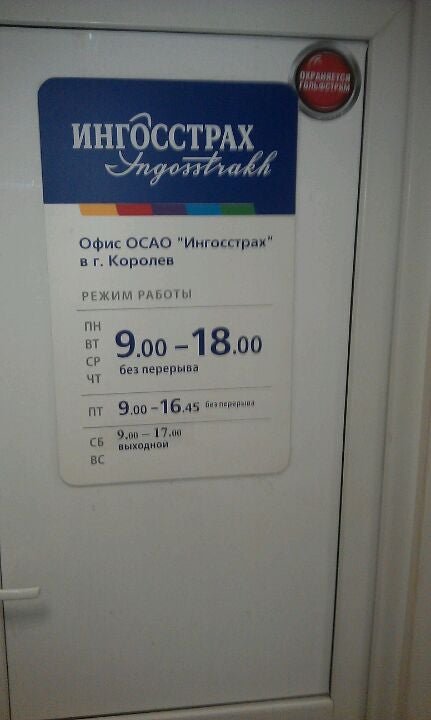 ОХРАНЯЕТСЯ
ГОЛЬФСТРИМ
ИНГОССТРАХ
Ingosstrakh
Офис ОСАО "Ингосстрах"
в г. Королев
РЕЖИМ РАБОТЫ
ПН
ВТ
СР
ЧТ
9.00 – 18.00
без перерыва
ПТ 9.00 – 16.45 без перерыва
СБ 9.00 – 17.00
ВС выходной